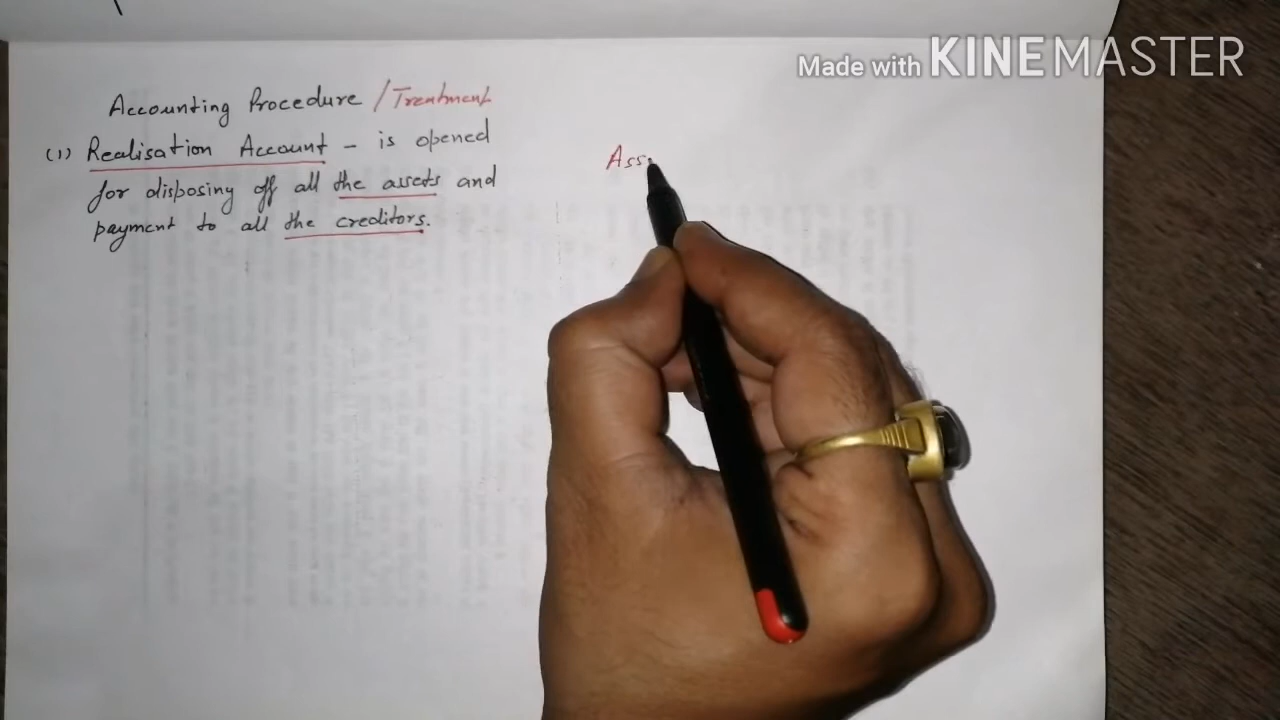 Made with KINEMASTER
Accounting Procedure / Treatment
(1) Realisation Account - is opened
for disposing off all the assets and
payment to all the creditors.
Ass